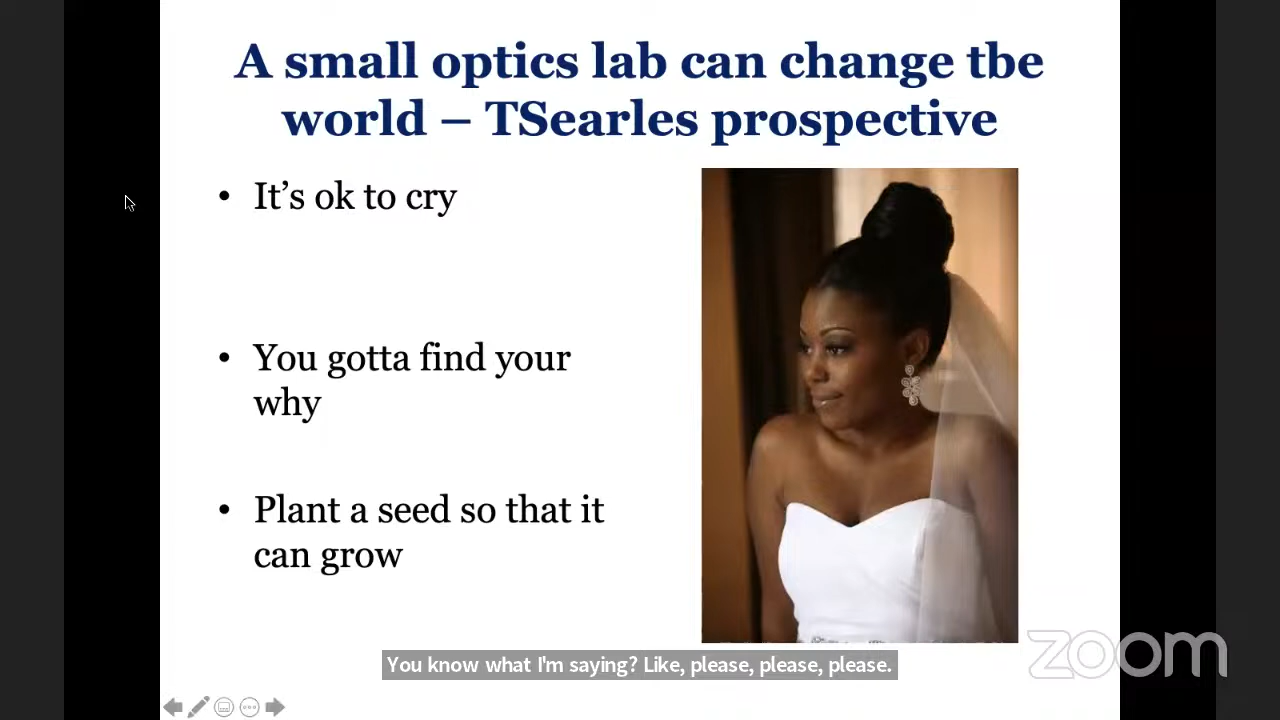 A small optics lab can change tbe
world – TSearles prospective
• It's ok to cry
• You gotta find your
why
• Plant a seed so that it
can grow
You know what I'm saying? Like, please, please, please.
zoom